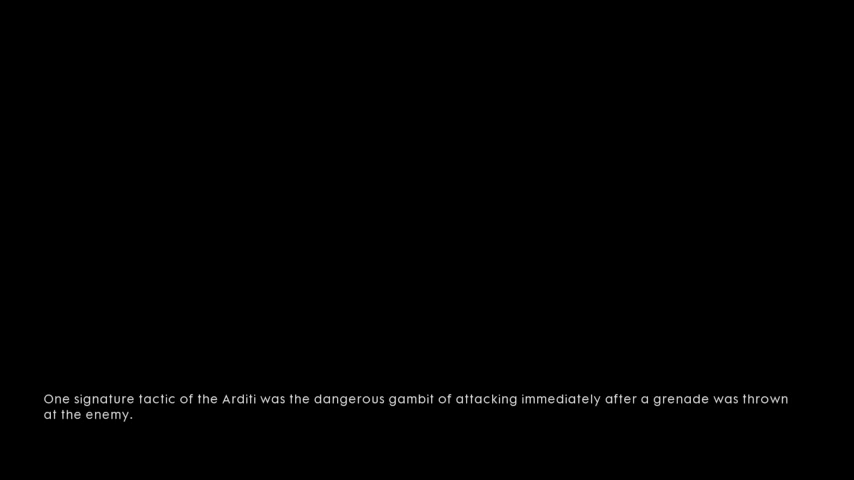 One signature tactic of the Arditi was the dangerous gambit of attacking immediately after a grenade was thrown
at the enemy.